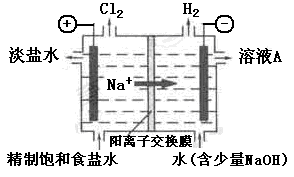 Cl₂ H₂
+ −
淡盐水 Na⁺ 溶液A
阳离子交换膜
精制饱和食盐水 水(含少量NaOH)